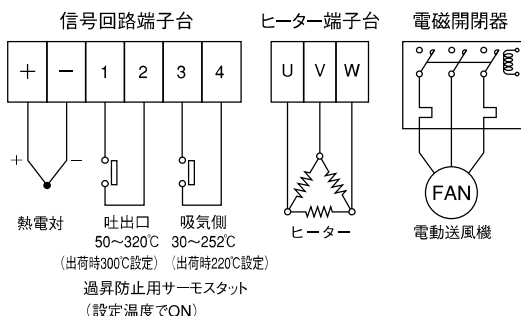 信号回路端子台
ヒーター端子台
電磁開閉器
+ − 1 2 3 4
U V W
+ −
FAN
熱電対
吐出口
50～320℃
(出荷時300℃設定)
吸気側
30～252℃
(出荷時220℃設定)
ヒーター
電動送風機
過昇防止用サーモスタット
(設定温度でON)